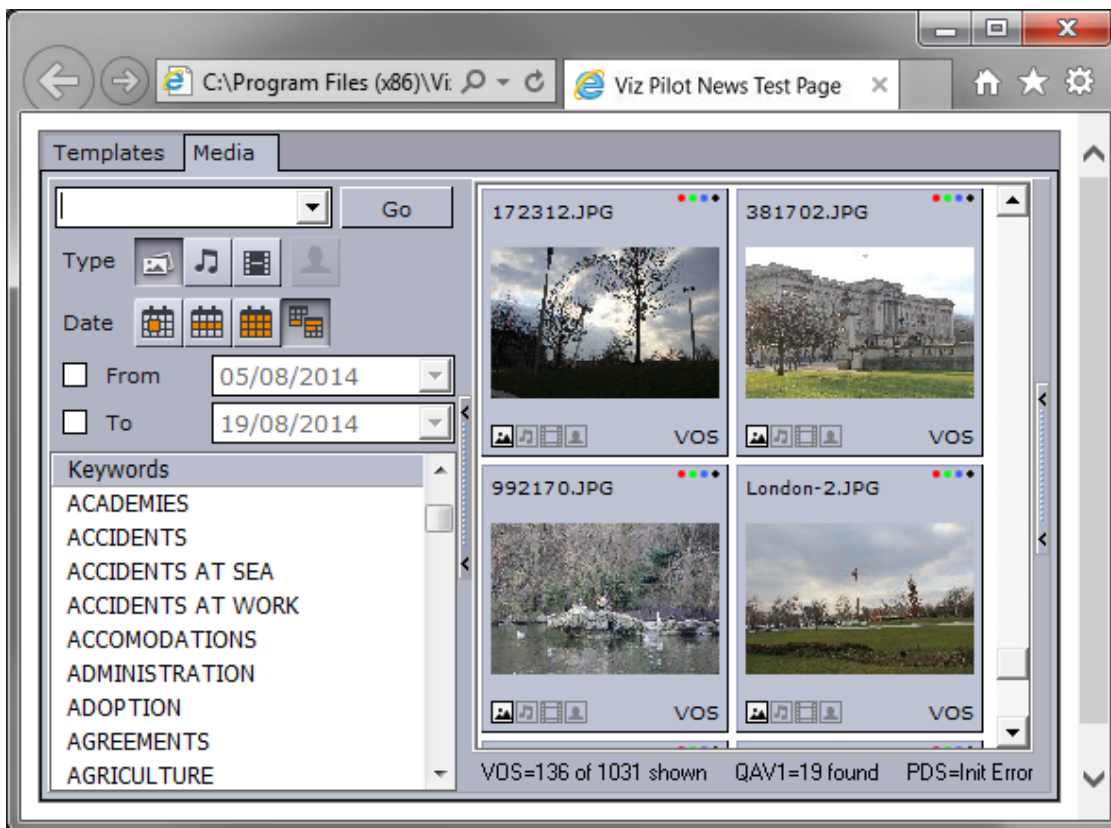 C:\Program Files (x86)\Vi:
Viz Pilot News Test Page
Templates Media
Go
Type
Date
From 05/08/2014
To 19/08/2014
Keywords
ACADEMIES
ACCIDENTS
ACCIDENTS AT SEA
ACCIDENTS AT WORK
ACCOMODATIONS
ADMINISTRATION
ADOPTION
AGREEMENTS
AGRICULTURE
172312.JPG
VOS
381702.JPG
VOS
992170.JPG
VOS
London-2.JPG
VOS
VOS=136 of 1031 shown QAV1=19 found PDS=Init Error